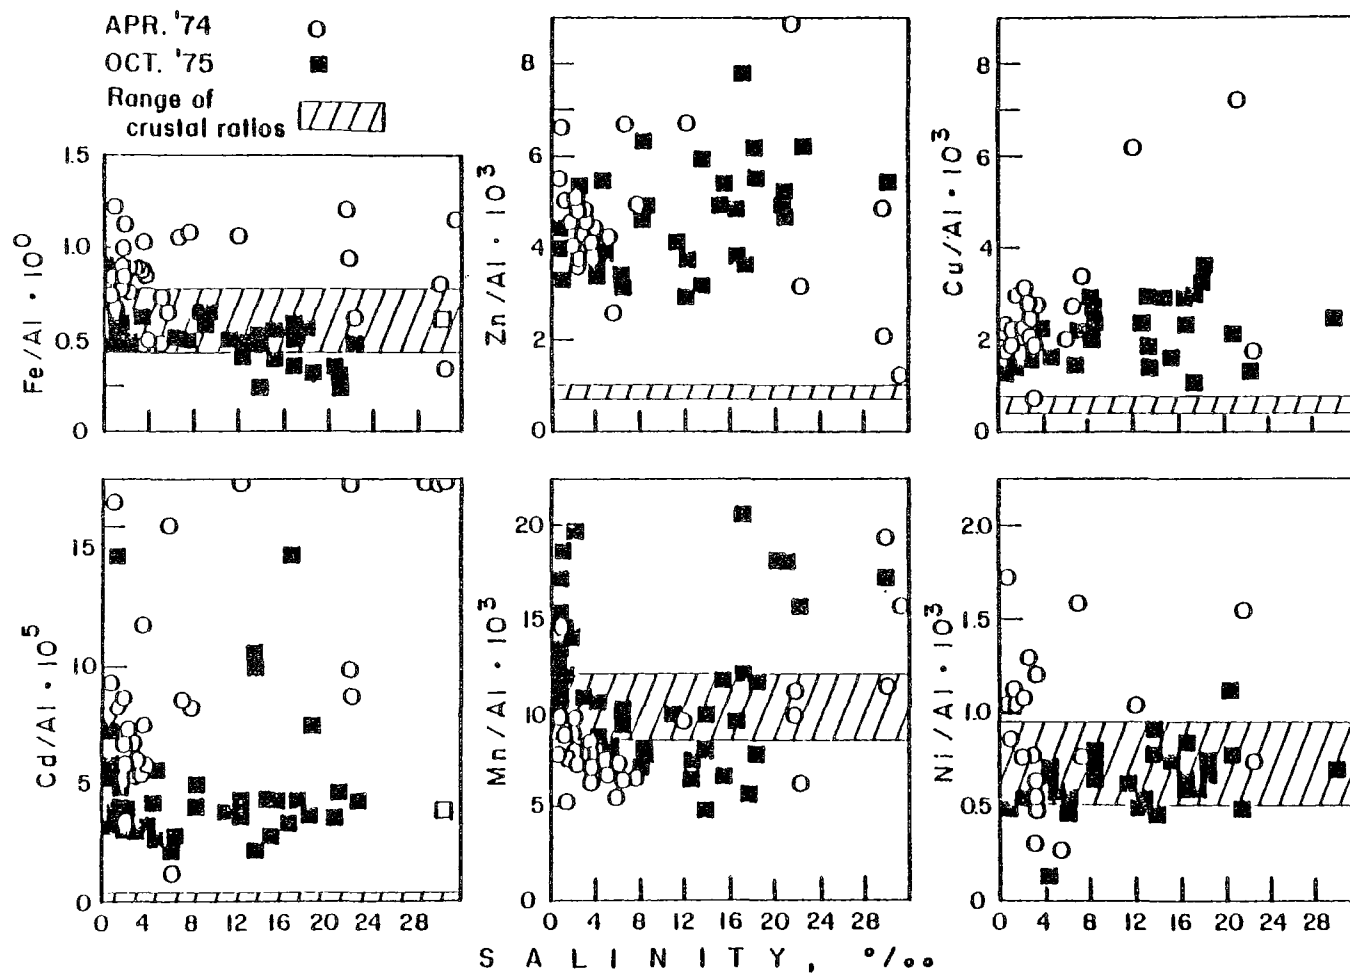 APR. '74
OCT. '75
Range of
crustal ratios
Fe/Al · 10⁰
1.5
1.0
0.5
0
Zn/Al · 10³
8
6
4
2
0
Cu/Al · 10³
8
6
4
2
0
Cd/Al · 10⁵
15
10
5
0
0 4 8 12 16 20 24 28
Mn/Al · 10³
20
15
10
5
0
0 4 8 12 16 20 24 28
Ni/Al · 10³
2.0
1.5
1.0
0.5
0
0 4 8 12 16 20 24 28
SALINITY, º/oo